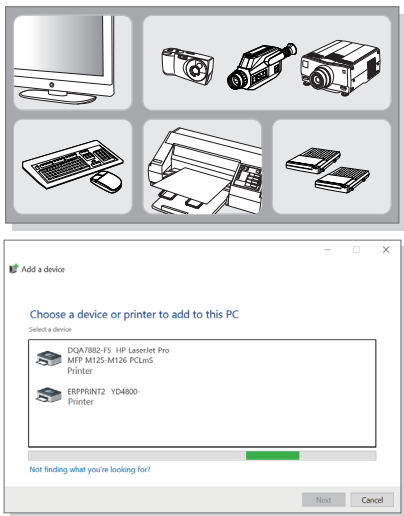 Add a device
Choose a device or printer to add to this PC
Select a device
DQA7882-F5 HP LaserJet Pro
MFP M125-M126 PCLmS
Printer
ERPPRINT2 YD4800-
Printer
Not finding what you're looking for?
Next Cancel